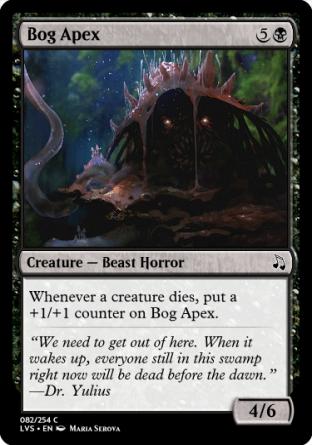 Bog Apex 5
Creature — Beast Horror
Whenever a creature dies, put a
+1/+1 counter on Bog Apex.
“We need to get out of here. When it
wakes up, everyone still in this swamp
right now will be dead before the dawn.”
—Dr. Yulius
4/6
082/254 C
LVS • EN Maria Serova